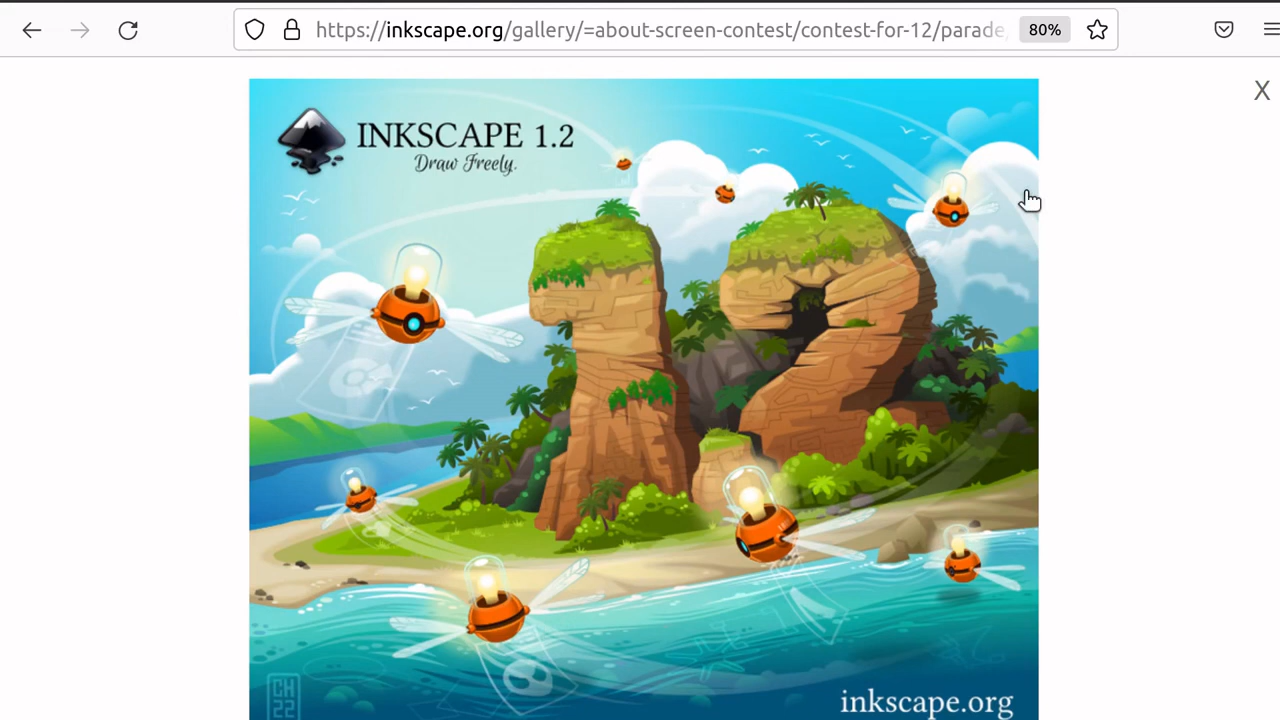 https://inkscape.org/gallery/=about-screen-contest/contest-for-12/parade
80%
X
INKSCAPE 1.2
Draw Freely.
CH
22
inkscape.org